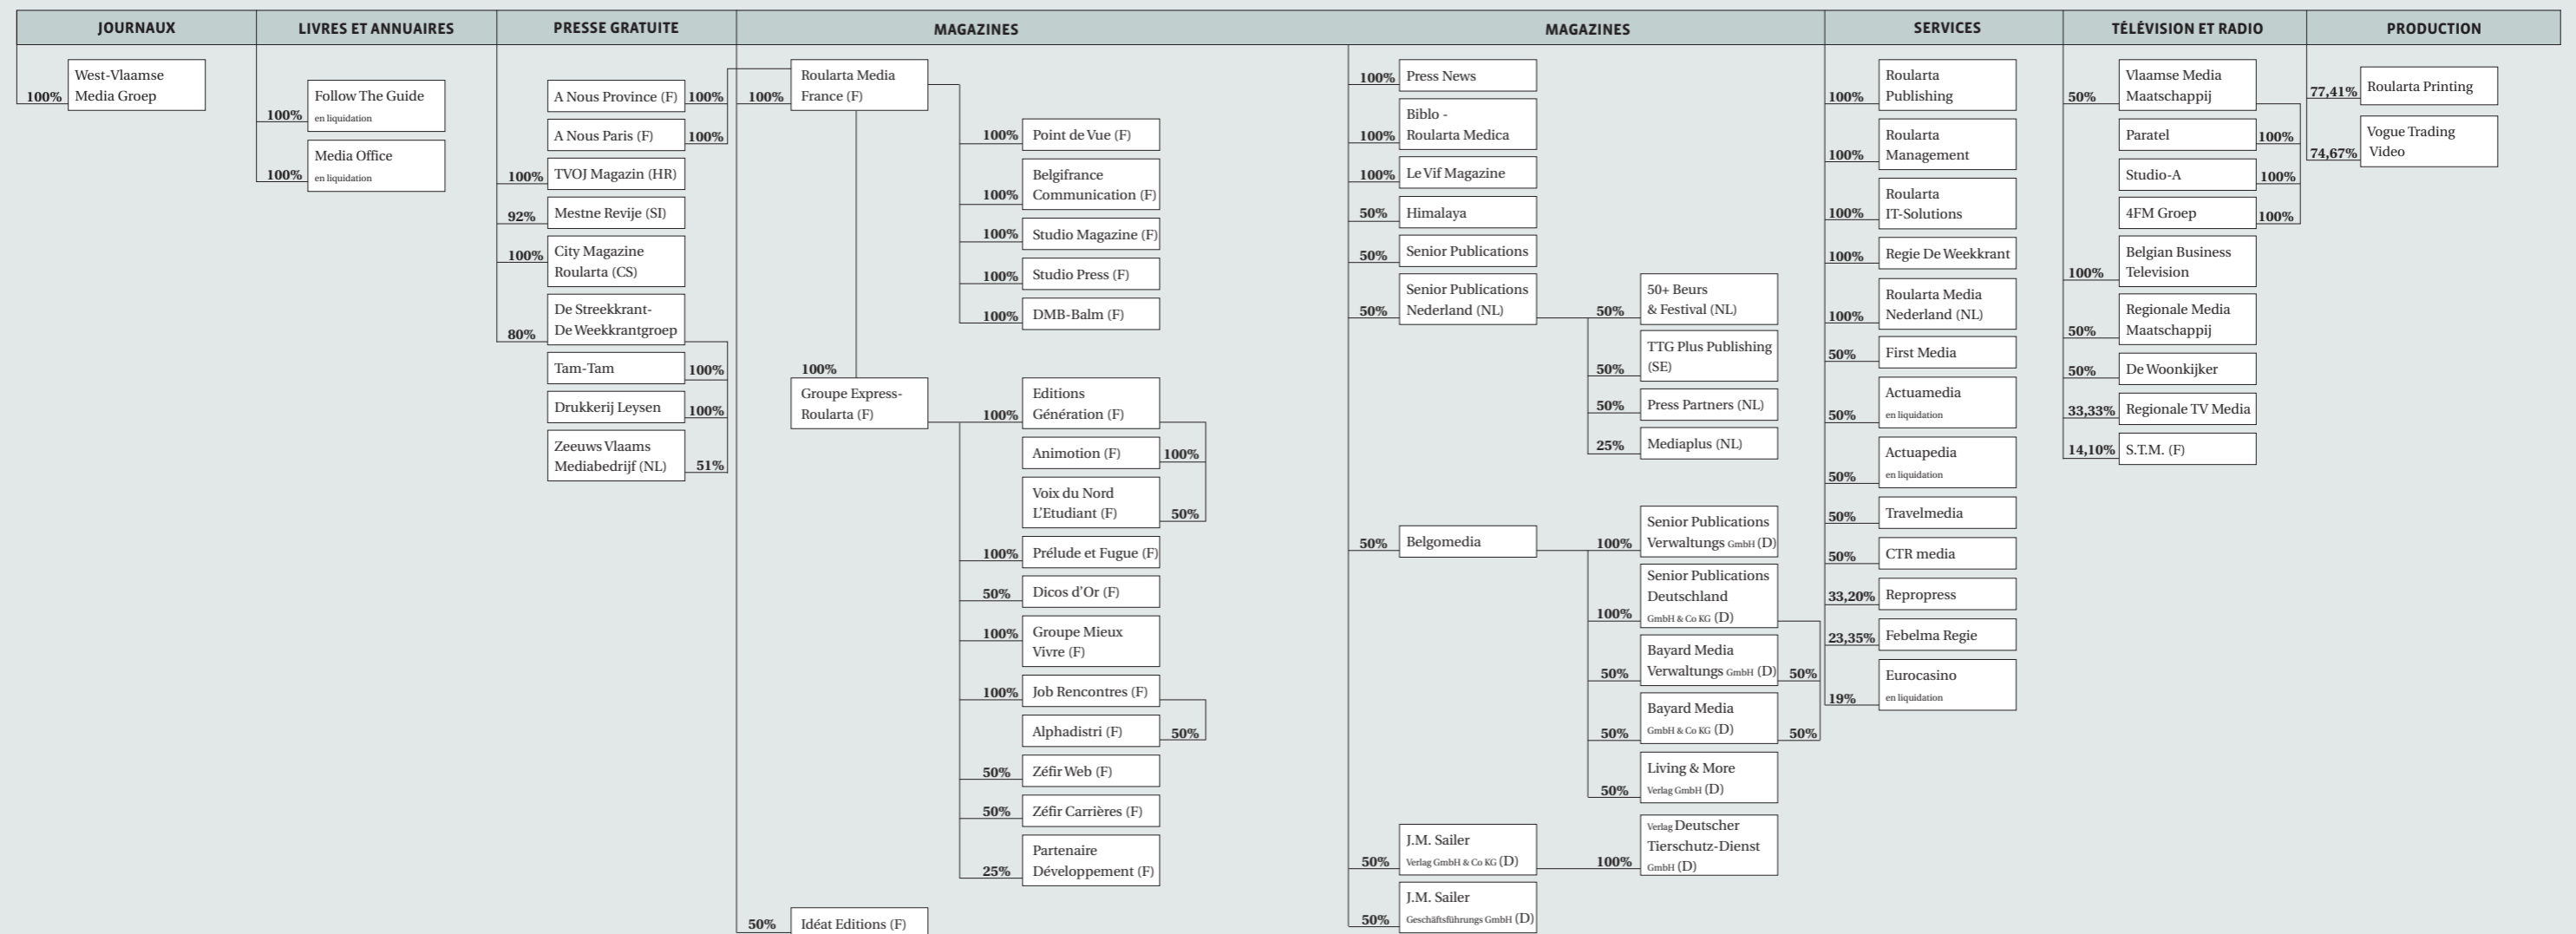 JOURNAUX
West-Vlaamse
Media Groep
100%
LIVRES ET ANNUAIRES
Follow The Guide
en liquidation
100%
Media Office
en liquidation
100%
PRESSE GRATUITE
A Nous Province (F)
100%
A Nous Paris (F)
100%
TVOJ Magazin (HR)
100%
Mestne Revije (SI)
92%
City Magazine
Roularta (CS)
100%
De Streekkrant-
De Weekkrantgroep
80%
Tam-Tam
100%
Drukkerij Leysen
100%
Zeeuws Vlaams
Mediabedrijf (NL)
51%
MAGAZINES
Roularta Media
France (F)
100%
Point de Vue (F)
100%
Belgifrance
Communication (F)
100%
Studio Magazine (F)
100%
Studio Press (F)
100%
DMB-Balm (F)
100%
100%
Groupe Express-
Roularta (F)
Editions
Génération (F)
100%
Animotion (F)
100%
Voix du Nord
L'Etudiant (F)
50%
Prélude et Fugue (F)
100%
Dicos d'Or (F)
50%
Groupe Mieux
Vivre (F)
100%
Job Rencontres (F)
100%
Alphadistri (F)
50%
Zéfir Web (F)
50%
Zéfir Carrières (F)
50%
Partenaire
Développement (F)
25%
Idéat Editions (F)
50%
MAGAZINES
Press News
100%
Biblo -
Roularta Medica
100%
Le Vif Magazine
100%
Himalaya
50%
Senior Publications
50%
Senior Publications
Nederland (NL)
50%
50+ Beurs
& Festival (NL)
50%
TTG Plus Publishing
(SE)
50%
Press Partners (NL)
50%
Mediaplus (NL)
25%
Belgomedia
50%
Senior Publications
Verwaltungs GmbH (D)
100%
Senior Publications
Deutschland
GmbH & Co KG (D)
100%
Bayard Media
Verwaltungs GmbH (D)
50%
50%
Bayard Media
GmbH & Co KG (D)
50%
50%
Living & More
Verlag GmbH (D)
50%
J.M. Sailer
Verlag GmbH & Co KG (D)
50%
Verlag Deutscher
Tierschutz-Dienst
GmbH (D)
100%
J.M. Sailer
Geschäftsführungs GmbH (D)
50%
SERVICES
Roularta
Publishing
100%
Roularta
Management
100%
Roularta
IT-Solutions
100%
Regie De Weekkrant
100%
Roularta Media
Nederland (NL)
100%
First Media
50%
Actuamedia
en liquidation
50%
Actuapedia
en liquidation
50%
Travelmedia
50%
CTR media
50%
Repropress
33,20%
Febelma Regie
23,35%
Eurocasino
en liquidation
19%
TÉLÉVISION ET RADIO
Vlaamse Media
Maatschappij
50%
Paratel
100%
Studio-A
100%
4FM Groep
100%
Belgian Business
Television
100%
Regionale Media
Maatschappij
50%
De Woonkijker
50%
Regionale TV Media
33,33%
S.T.M. (F)
14,10%
PRODUCTION
Roularta Printing
77,41%
Vogue Trading
Video
74,67%